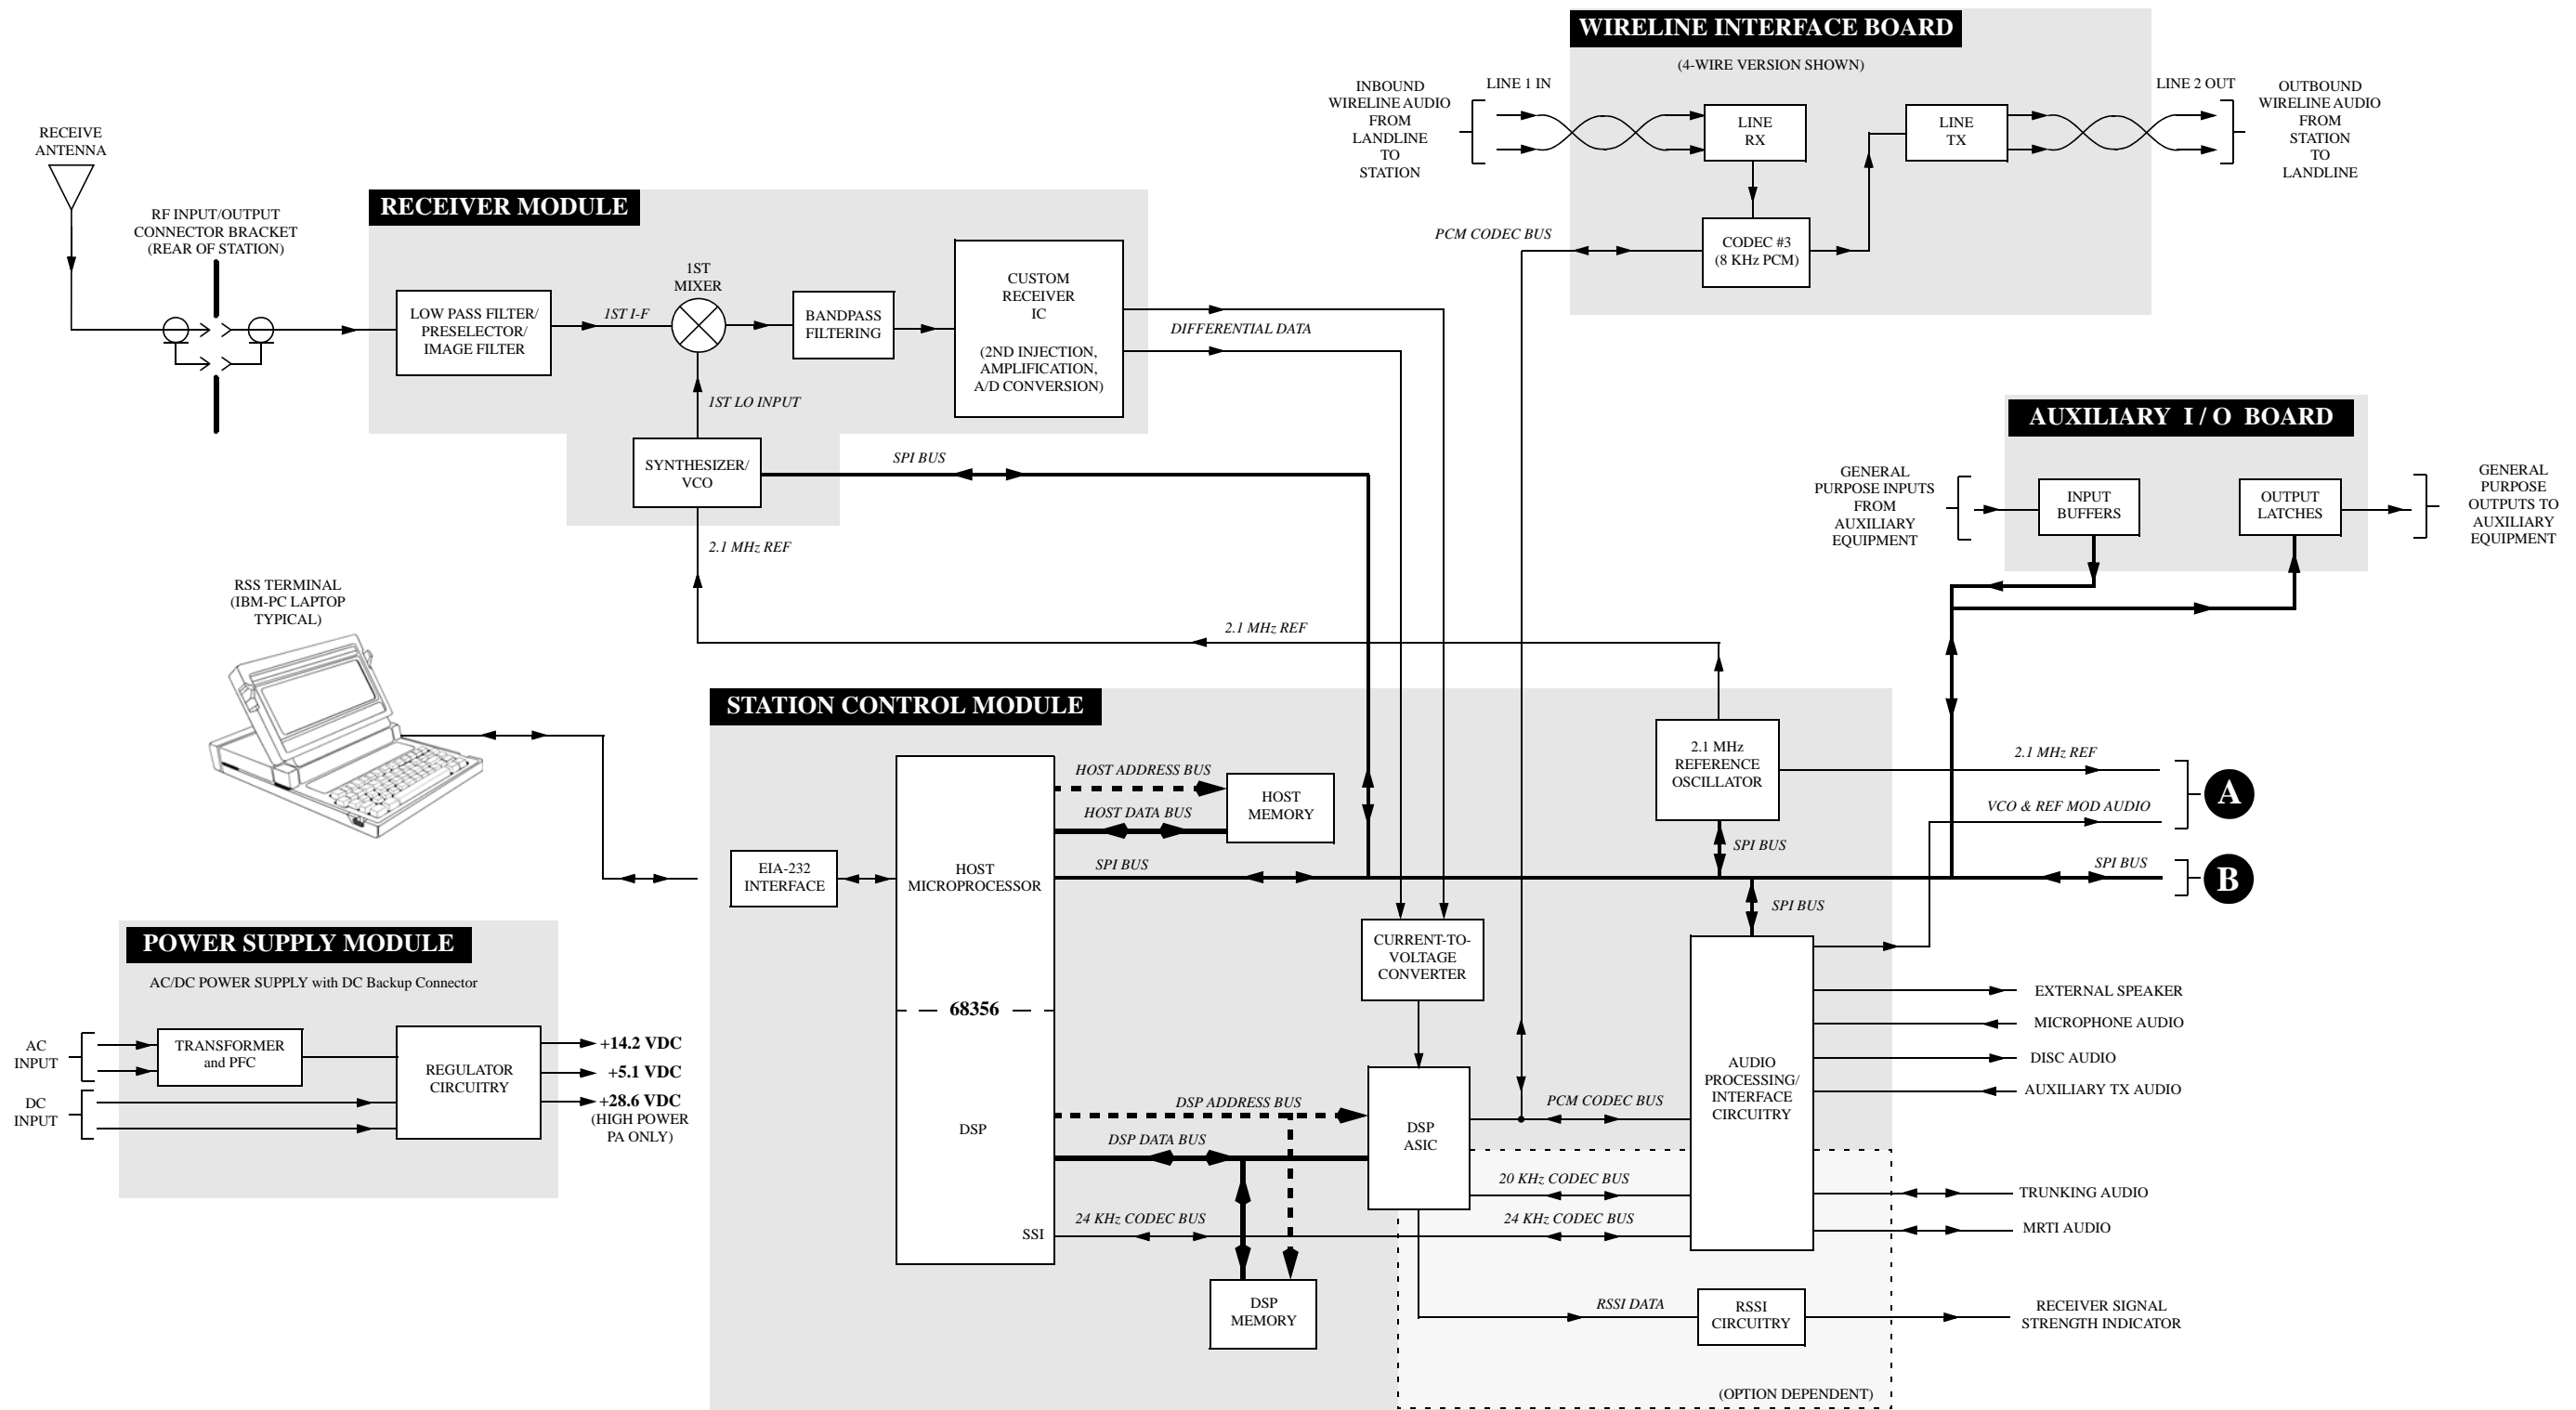 WIRELINE INTERFACE BOARD
(4-WIRE VERSION SHOWN)
INBOUND
WIRELINE AUDIO
FROM
LANDLINE
TO
STATION
LINE 1 IN
LINE
RX
LINE
TX
LINE 2 OUT
OUTBOUND
WIRELINE AUDIO
FROM
STATION
TO
LANDLINE
PCM CODEC BUS
CODEC #3
(8 KHz PCM)
RECEIVE
ANTENNA
RF INPUT/OUTPUT
CONNECTOR BRACKET
(REAR OF STATION)
RECEIVER MODULE
LOW PASS FILTER/
PRESELECTOR/
IMAGE FILTER
1ST I-F
1ST
MIXER
BANDPASS
FILTERING
CUSTOM
RECEIVER
IC
(2ND INJECTION,
AMPLIFICATION,
A/D CONVERSION)
DIFFERENTIAL DATA
1ST LO INPUT
SYNTHESIZER/
VCO
SPI BUS
2.1 MHz REF
2.1 MHz REF
AUXILIARY I / O BOARD
GENERAL
PURPOSE INPUTS
FROM
AUXILIARY
EQUIPMENT
INPUT
BUFFERS
OUTPUT
LATCHES
GENERAL
PURPOSE
OUTPUTS TO
AUXILIARY
EQUIPMENT
RSS TERMINAL
(IBM-PC LAPTOP
TYPICAL)
STATION CONTROL MODULE
EIA-232
INTERFACE
HOST
MICROPROCESSOR
68356
DSP
SSI
HOST ADDRESS BUS
HOST DATA BUS
HOST
MEMORY
SPI BUS
2.1 MHz
REFERENCE
OSCILLATOR
SPI BUS
SPI BUS
2.1 MHz REF
VCO & REF MOD AUDIO
A
SPI BUS
B
CURRENT-TO-
VOLTAGE
CONVERTER
DSP ADDRESS BUS
DSP DATA BUS
DSP
ASIC
PCM CODEC BUS
20 KHz CODEC BUS
24 KHz CODEC BUS
24 KHz CODEC BUS
DSP
MEMORY
AUDIO
PROCESSING/
INTERFACE
CIRCUITRY
EXTERNAL SPEAKER
MICROPHONE AUDIO
DISC AUDIO
AUXILIARY TX AUDIO
TRUNKING AUDIO
MRTI AUDIO
RSSI DATA
RSSI
CIRCUITRY
RECEIVER SIGNAL
STRENGTH INDICATOR
(OPTION DEPENDENT)
POWER SUPPLY MODULE
AC/DC POWER SUPPLY with DC Backup Connector
AC
INPUT
DC
INPUT
TRANSFORMER
and PFC
REGULATOR
CIRCUITRY
+14.2 VDC
+5.1 VDC
+28.6 VDC
(HIGH POWER
PA ONLY)